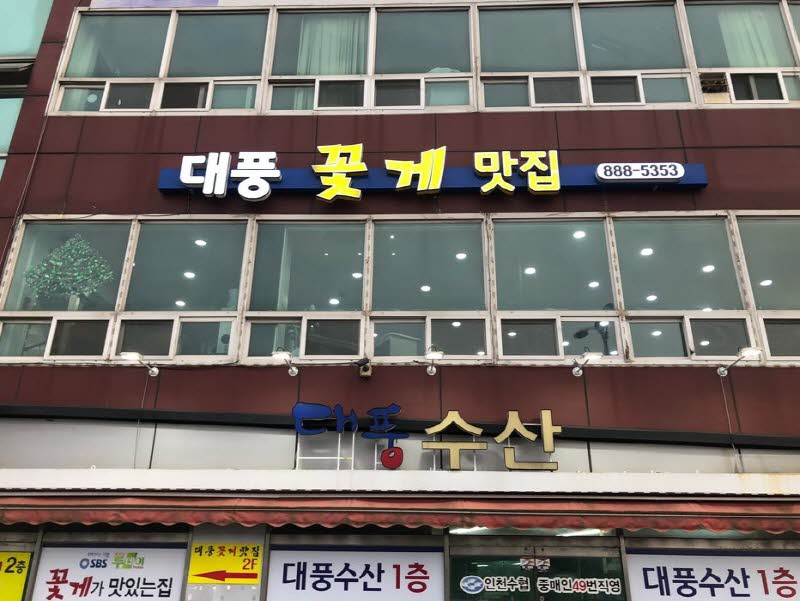 대풍 꽃게 맛집 888-5353
대풍수산
2층
SBS
꽃게가 맛있는집
대풍꽃게맛집
2F
대풍수산 1층
인천수협 중매인49번직영
대풍수산 1층